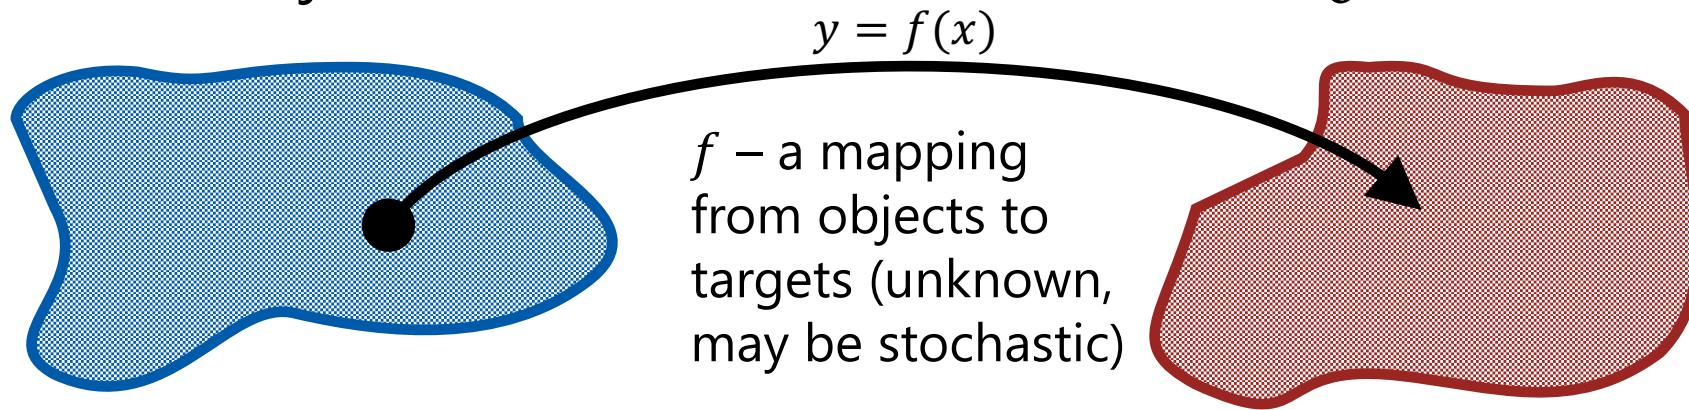 y = f(x)
f – a mapping
from objects to
targets (unknown,
may be stochastic)